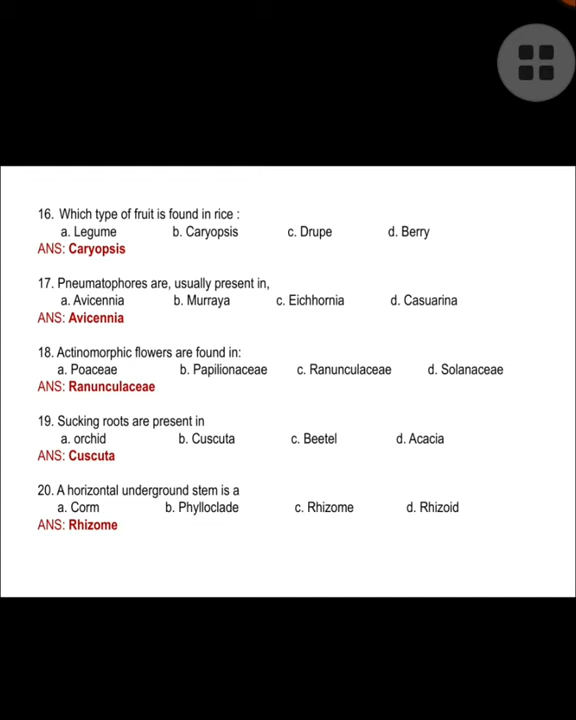 16. Which type of fruit is found in rice :
a. Legume b. Caryopsis c. Drupe d. Berry
ANS: Caryopsis
17. Pneumatophores are, usually present in,
a. Avicennia b. Murraya c. Eichhornia d. Casuarina
ANS: Avicennia
18. Actinomorphic flowers are found in:
a. Poaceae b. Papilionaceae c. Ranunculaceae d. Solanaceae
ANS: Ranunculaceae
19. Sucking roots are present in
a. orchid b. Cuscuta c. Beetel d. Acacia
ANS: Cuscuta
20. A horizontal underground stem is a
a. Corm b. Phylloclade c. Rhizome d. Rhizoid
ANS: Rhizome